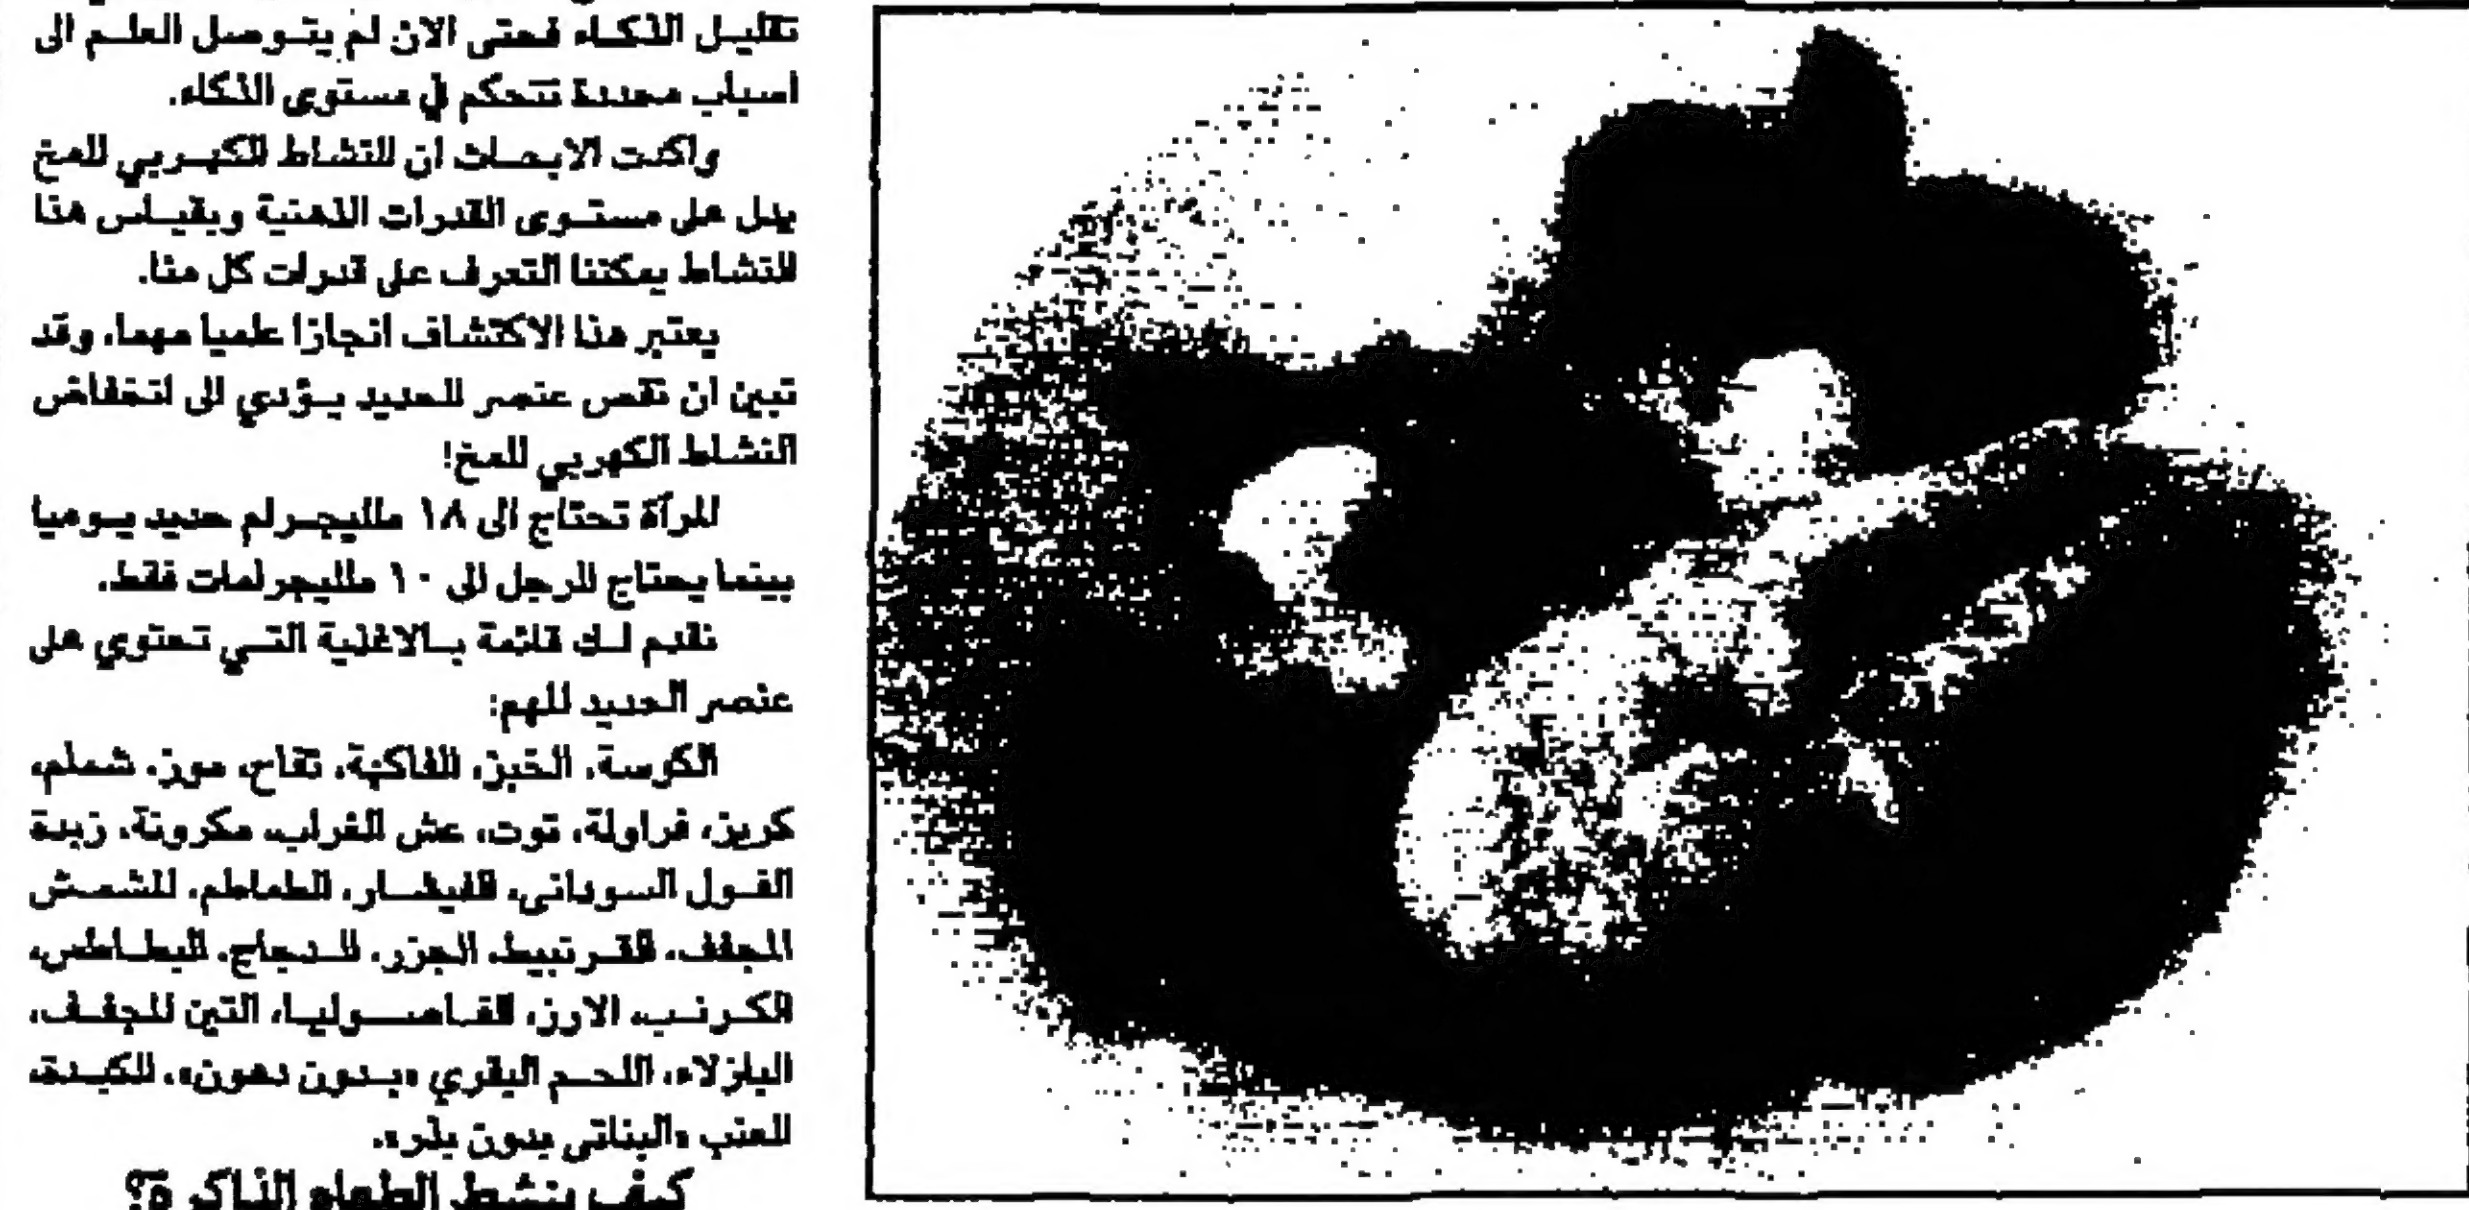 تقليل الذكاء فحتى الان لم يتوصل العلم الى
اسباب محددة تتحكم في مستوى الذكاء.
واكدت الابحاث ان النشاط الكهربي للمخ
يدل على مستوى القدرات الذهنية وبقياس هذا
النشاط يمكننا التعرف على قدرات كل منا.
يعتبر هذا الاكتشاف انجازا علميا مهما، وقد
تبين ان نقص عنصر الحديد يؤدي الى انخفاض
النشاط الكهربي للمخ!
المرأة تحتاج الى ١٨ ملليجرام حديد يوميا
بينما يحتاج الرجل الى ١٠ ملليجرامات فقط.
نقدم لك قائمة بالاغذية التي تحتوي على
عنصر الحديد المهم:
الكوسة، الخبز، الفاكهة، تفاح، موز، شمام،
كريز، فراولة، توت، عش الغراب، مكرونة، زبدة
الفول السوداني، الفيشار، الطماطم، المشمش
المجفف، القرنبيط، الجزر، الدجاج، البطاطس،
الكرنب، الارز، الفاصوليا، التين المجفف،
البازلاء، اللحم البقري «بدون دهون»، الكبدة،
العنب «البناتي بدون بذر».
كيف ينشط الطعام الذاكرة؟